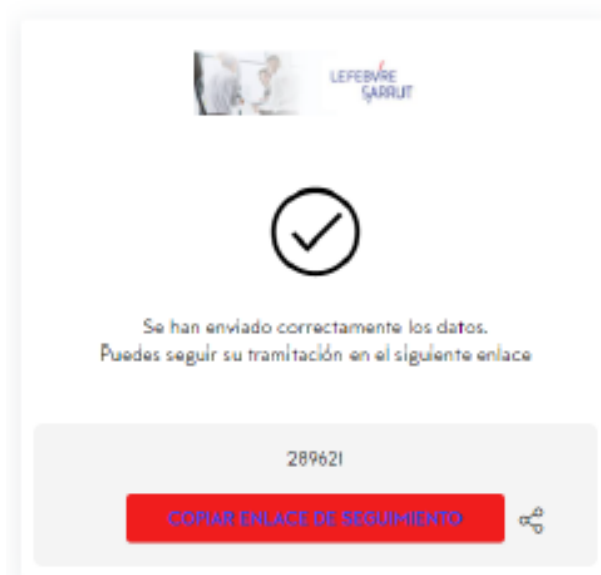 LEFEBVRE
SARRUT
Se han enviado correctamente los datos.
Puedes seguir su tramitación en el siguiente enlace
289621
COPIAR ENLACE DE SEGUIMIENTO